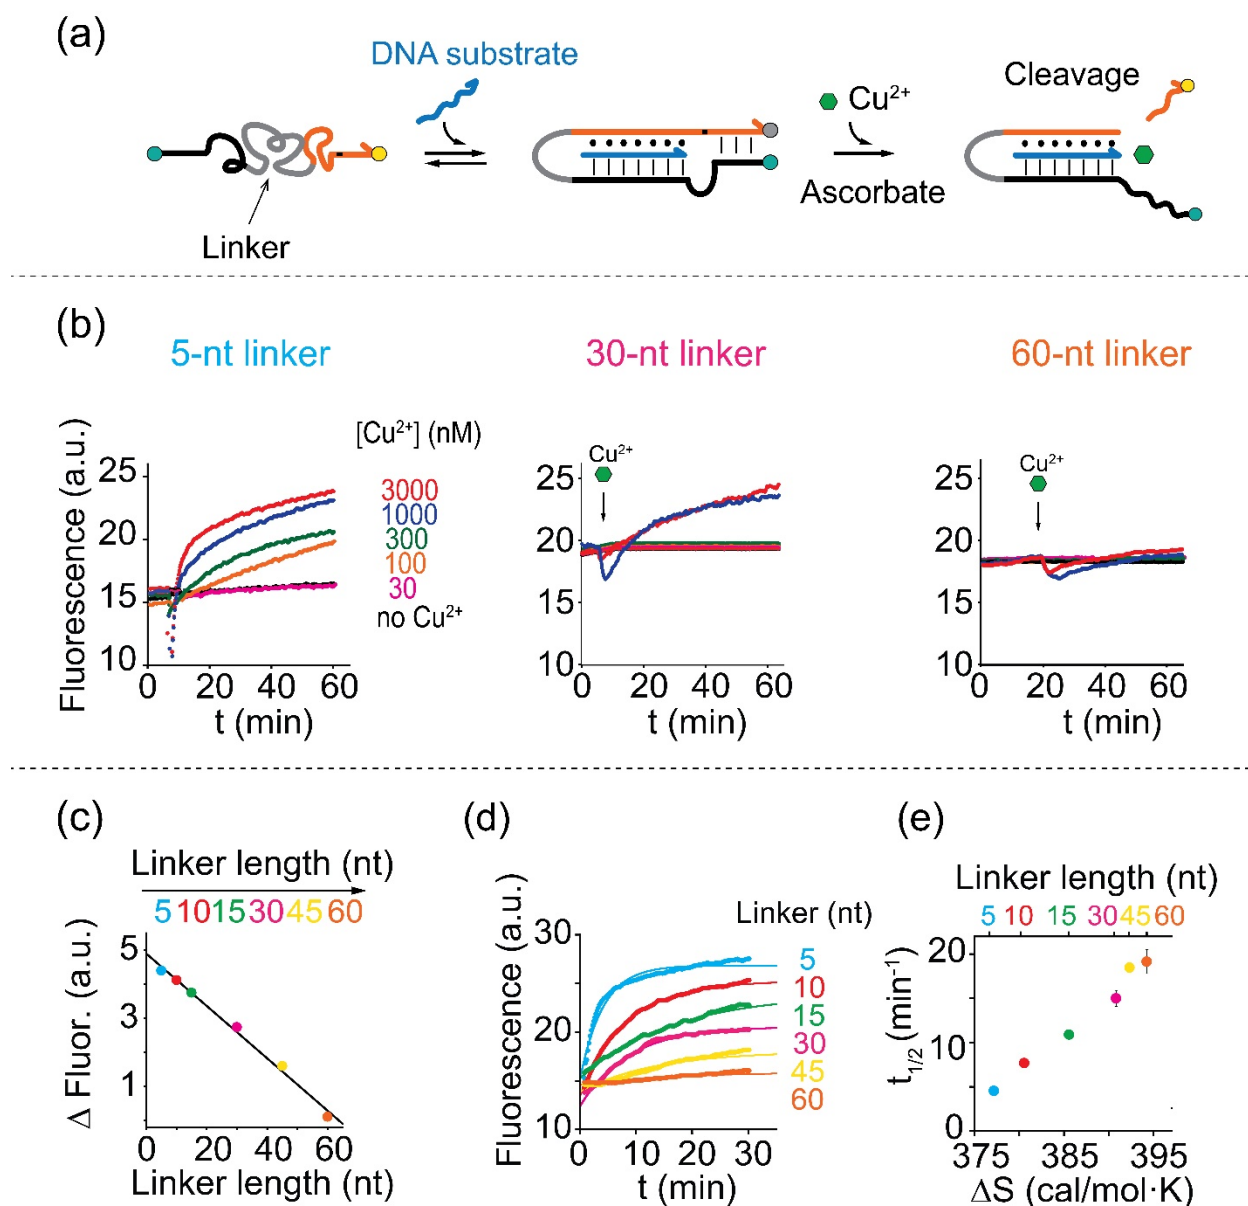 (a)
DNA substrate
Linker
Cu²⁺
Ascorbate
Cleavage
(b)
5-nt linker
30-nt linker
60-nt linker
Fluorescence (a.u.)
25
20
15
10
0 20 40 60
t (min)
[Cu²⁺] (nM)
3000
1000
300
100
30
no Cu²⁺
Cu²⁺
25
20
15
10
0 20 40 60
t (min)
Cu²⁺
25
20
15
10
0 20 40 60
t (min)
(c)
Linker length (nt)
5 10 15 30 45 60
Δ Fluor. (a.u.)
5
3
1
0 20 40 60
Linker length (nt)
(d)
Fluorescence (a.u.)
30
20
10
0 10 20 30
t (min)
Linker (nt)
5
10
15
30
45
60
(e)
Linker length (nt)
5 10 15 30 45 60
t1/2 (min⁻¹)
20
10
0
375 385 395
ΔS (cal/mol·K)